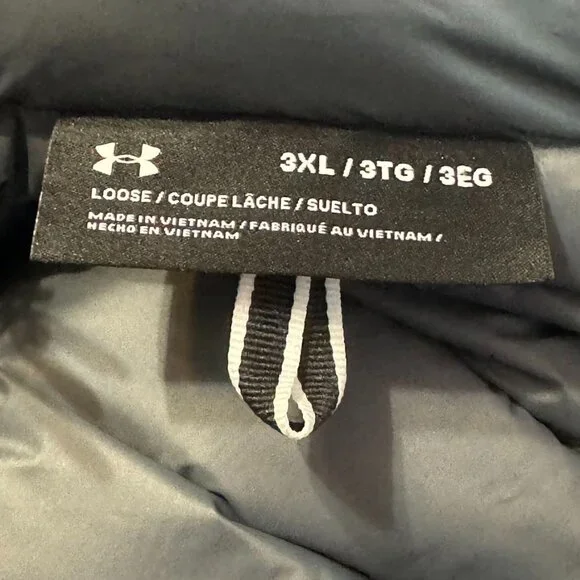 3XL / 3TG / 3EG
LOOSE / COUPE LÂCHE / SUELTO
MADE IN VIETNAM / FABRIQUÉ AU VIETNAM /
HECHO EN VIETNAM